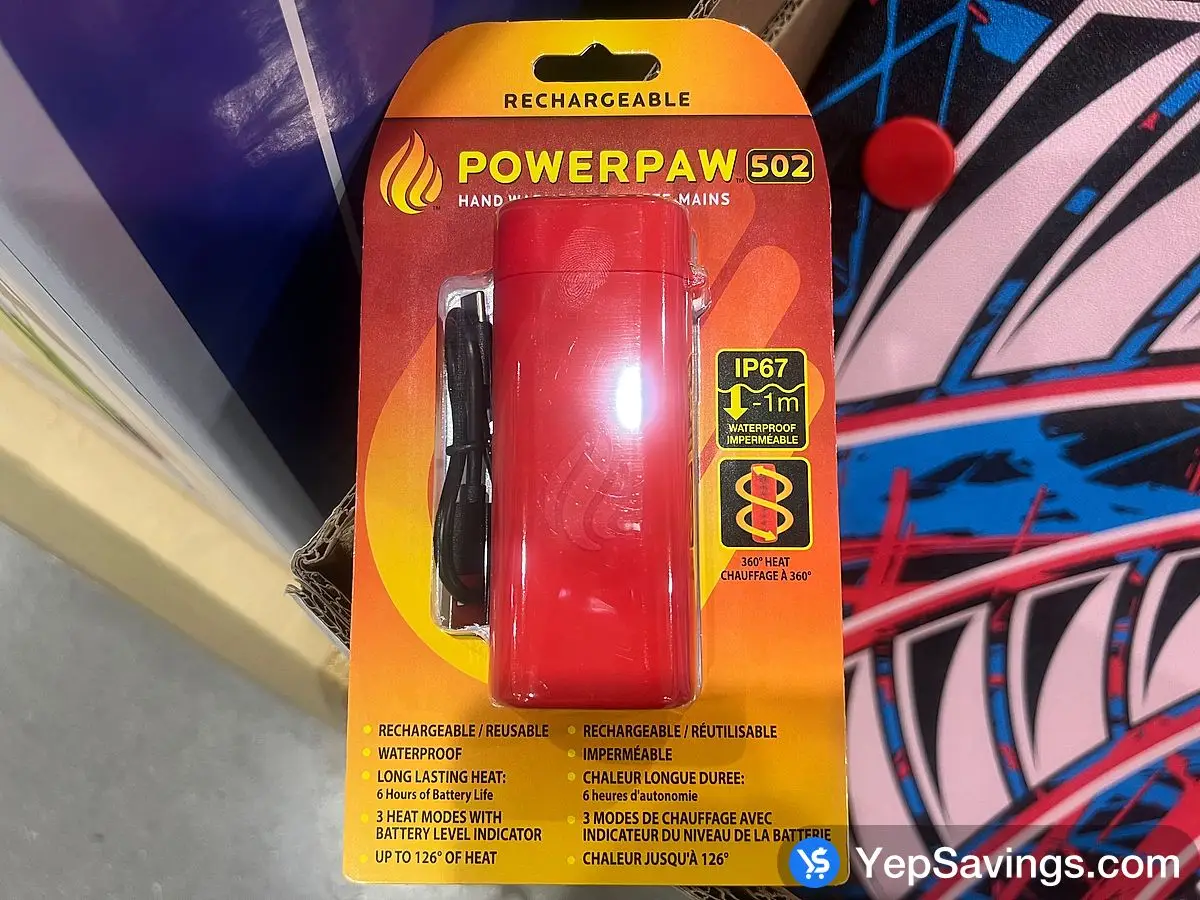 RECHARGEABLE
POWERPAW™ 502
HAND MAINS
IP67
-1m
WATERPROOF
IMPERMÉABLE
360° HEAT
CHAUFFAGE À 360°
RECHARGEABLE / REUSABLE
WATERPROOF
LONG LASTING HEAT:
6 Hours of Battery Life
3 HEAT MODES WITH
BATTERY LEVEL INDICATOR
UP TO 126° OF HEAT
RECHARGEABLE / RÉUTILISABLE
IMPERMÉABLE
CHALEUR LONGUE DUREE:
6 heures d'autonomie
3 MODES DE CHAUFFAGE AVEC
INDICATEUR DU NIVEAU DE LA BATTERIE
CHALEUR JUSQU'À 126°
YepSavings.com